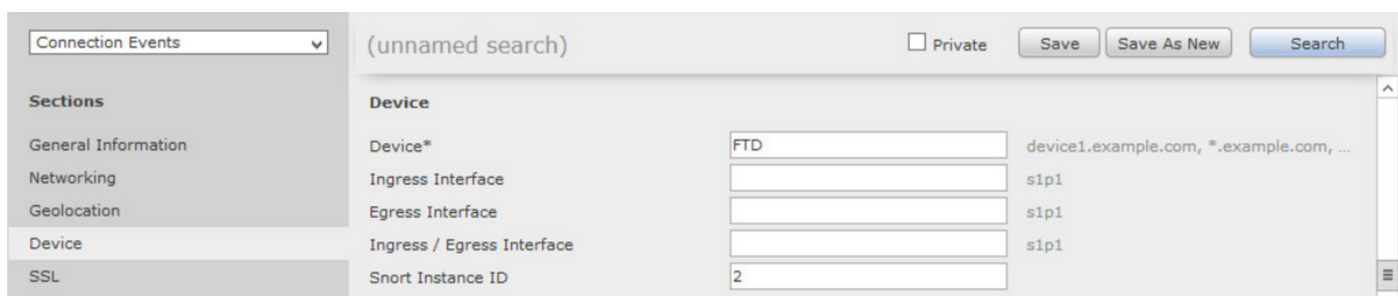 Connection Events
(unnamed search)
Private
Save
Save As New
Search
Sections
General Information
Networking
Geolocation
Device
SSL
Device
Device* FTD device1.example.com, *.example.com, ...
Ingress Interface s1p1
Egress Interface s1p1
Ingress / Egress Interface s1p1
Snort Instance ID 2